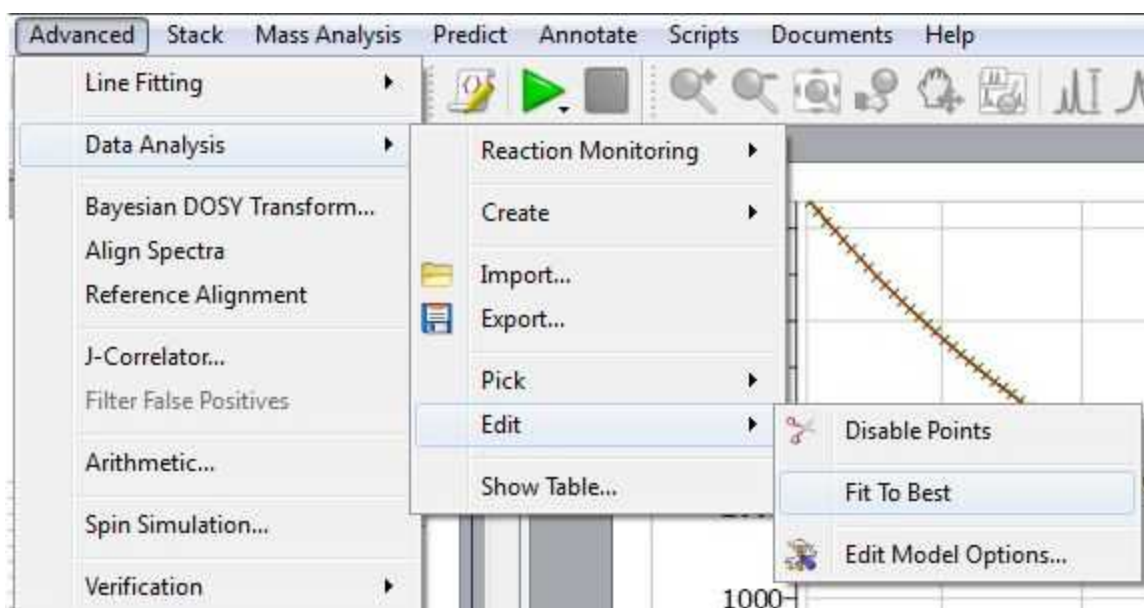 Advanced Stack Mass Analysis Predict Annotate Scripts Documents Help
Line Fitting
Data Analysis
Bayesian DOSY Transform...
Align Spectra
Reference Alignment
J-Correlator...
Filter False Positives
Arithmetic...
Spin Simulation...
Verification
Reaction Monitoring
Create
Import...
Export...
Pick
Edit
Show Table...
Disable Points
Fit To Best
Edit Model Options...
1000